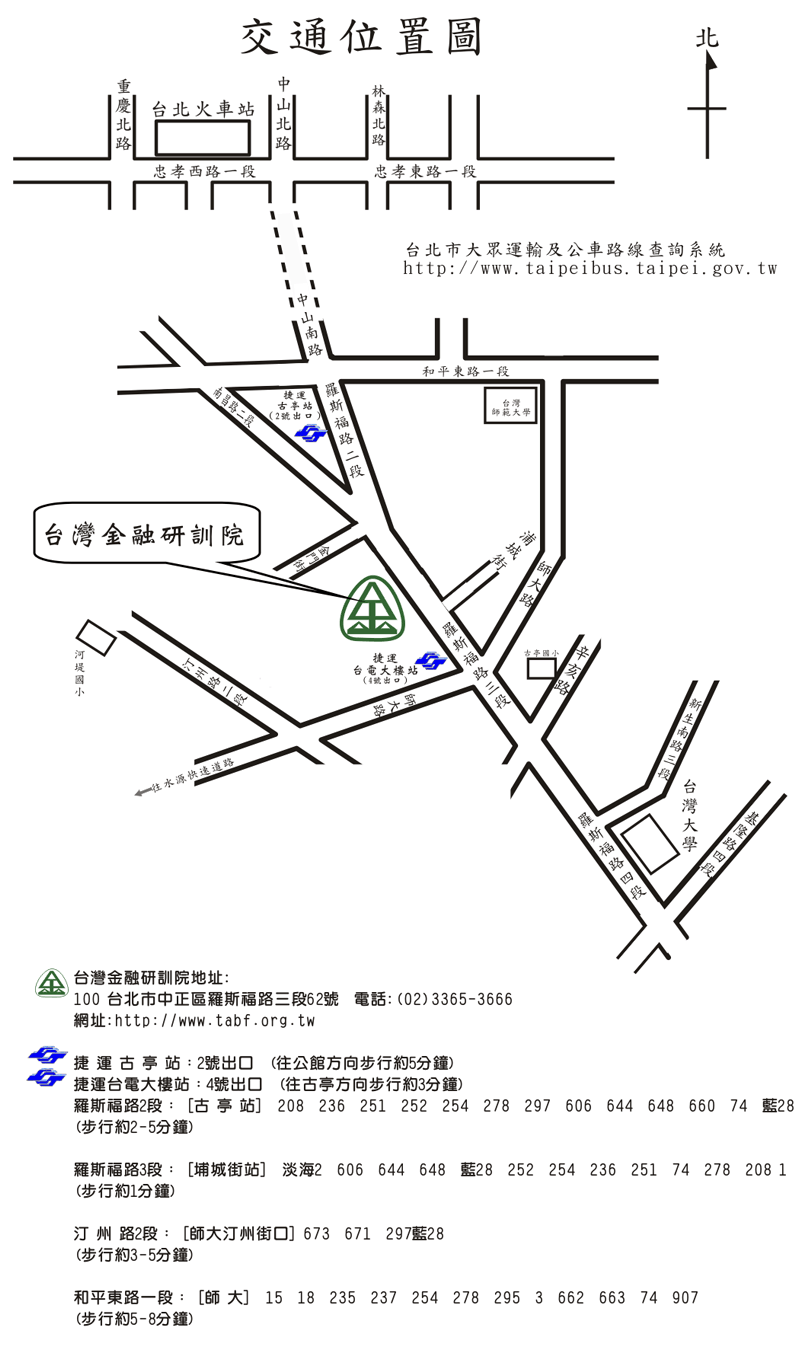 交通位置圖
北
重慶北路
台北火車站
中山北路
林森北路
忠孝西路一段
忠孝東路一段
台北市大眾運輸及公車路線查詢系統
http://www.taipeibus.taipei.gov.tw
中山南路
和平東路一段
南昌路二段
捷運
古亭站
(2號出口)
羅斯福路二段
台灣
師範大學
台灣金融研訓院
金門街
浦城街
師大路
河堤國小
汀州路二段
捷運
台電大樓站
(4號出口)
羅斯福路三段
古亭國小
辛亥路
師大路
新生南路三段
往水源快速道路
台灣大學
羅斯福路四段
基隆路四段
台灣金融研訓院地址:
100 台北市中正區羅斯福路三段62號 電話:(02)3365-3666
網址:http://www.tabf.org.tw
捷 運 古 亭 站：2號出口 (往公館方向步行約5分鐘)
捷運台電大樓站：4號出口 (往古亭方向步行約3分鐘)
羅斯福路2段： [古 亭 站] 208 236 251 252 254 278 297 606 644 648 660 74 藍28
(步行約2-5分鐘)
羅斯福路3段： [浦城街站] 淡海2 606 644 648 藍28 252 254 236 251 74 278 208 1
(步行約1分鐘)
汀 州 路2段： [師大汀州街口] 673 671 297藍28
(步行約3-5分鐘)
和平東路一段： [師 大] 15 18 235 237 254 278 295 3 662 663 74 907
(步行約5-8分鐘)